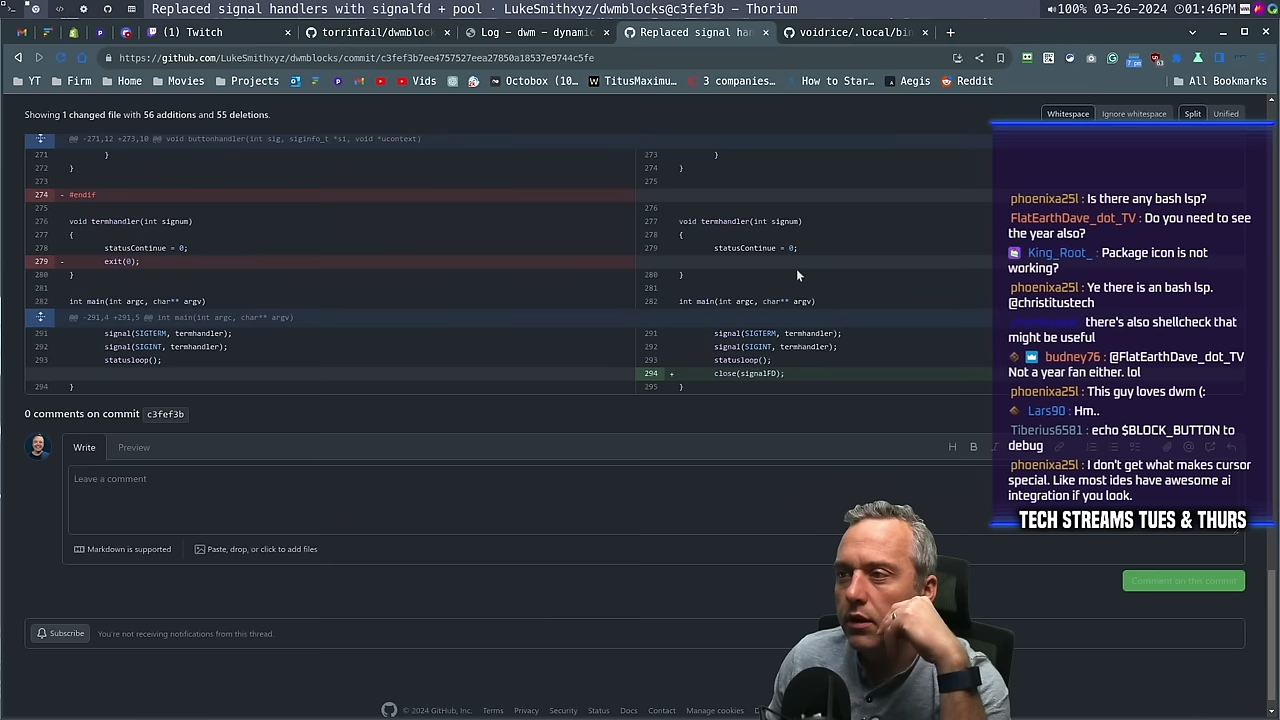 Replaced signal handlers with signalfd + pool · LukeSmithxyz/dwmblocks@c3fef3b - Thorium
100% 03-26-2024 01:46PM
(1) Twitch
torrinfail/dwmblock
Log - dwm - dynamic
Replaced signal han
voidrice/.local/bin
https://github.com/LukeSmithxyz/dwmblocks/commit/c3fef3b7ee4757527eea27850a18537e9744c5fe
YT
Firm
Home
Movies
Projects
Vids
Octobox (10...
TitusMaximu...
3 companies...
How to Star...
Aegis
Reddit
All Bookmarks
Showing 1 changed file with 56 additions and 55 deletions.
Whitespace
Ignore whitespace
Split
Unified
@@ -271,12 +273,10 @@ void buttonhandler(int sig, siginfo_t *si, void *ucontext)
271 }
273 }
272 }
274 }
273
275
274 - #endif
275
276
276 void termhandler(int signum)
277 void termhandler(int signum)
277 {
278 {
278 statusContinue = 0;
279 statusContinue = 0;
279 - exit(0);
280 }
280 }
281
281
282 int main(int argc, char** argv)
282 int main(int argc, char** argv)
@@ -291,4 +291,5 @@ int main(int argc, char** argv)
291 signal(SIGTERM, termhandler);
291 signal(SIGTERM, termhandler);
292 signal(SIGINT, termhandler);
292 signal(SIGINT, termhandler);
293 statusloop();
293 statusloop();
294 + close(signalFD);
294 }
295 }
0 comments on commit c3fef3b
Write
Preview
H B
Leave a comment
Markdown is supported
Paste, drop, or click to add files
Comment on this commit
Subscribe
You're not receiving notifications from this thread.
© 2024 GitHub, Inc.
Terms
Privacy
Security
Status
Docs
Contact
Manage cookies
phoenixa25l : Is there any bash lsp?
FlatEarthDave_dot_TV : Do you need to see
the year also?
King_Root_ : Package icon is not
working?
phoenixa25l : Ye there is an bash lsp.
@christitustech
there's also shellcheck that
might be useful
budney76 : @FlatEarthDave_dot_TV
Not a year fan either. lol
phoenixa25l : This guy loves dwm (:
Lars90 : Hm..
Tiberius6581 : echo $BLOCK_BUTTON to
debug
phoenixa25l : I don't get what makes cursor
special. Like most ides have awesome ai
integration if you look.
TECH STREAMS TUES & THURS